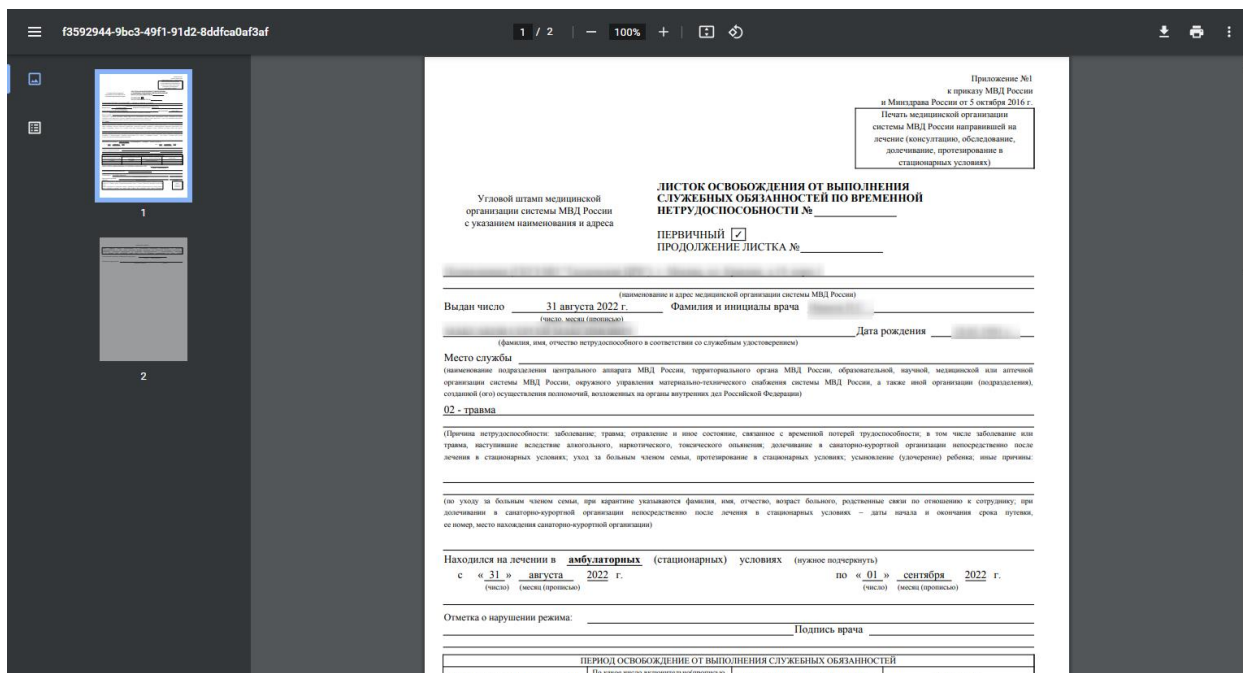 f3592944-9bc3-49f1-91d2-8ddfca0af3af
1 / 2
100%
1
2
Приложение №1
к приказу МВД России
и Минздрава России от 5 октября 2016 г.
Печать медицинской организации
системы МВД России направившей на
лечение (консультацию, обследование,
долечивание, протезирование в
стационарных условиях)
Угловой штамп медицинской
организации системы МВД России
с указанием наименования и адреса
ЛИСТОК ОСВОБОЖДЕНИЯ ОТ ВЫПОЛНЕНИЯ
СЛУЖЕБНЫХ ОБЯЗАННОСТЕЙ ПО ВРЕМЕННОЙ
НЕТРУДОСПОСОБНОСТИ №
ПЕРВИЧНЫЙ ✓
ПРОДОЛЖЕНИЕ ЛИСТКА №
(наименование и адрес медицинской организации системы МВД России)
Выдан число 31 августа 2022 г. Фамилия и инициалы врача
(число, месяц (прописью)
Дата рождения
(фамилия, имя, отчество нетрудоспособного в соответствии со служебным удостоверением)
Место службы
(наименование подразделения центрального аппарата МВД России, территориального органа МВД России, образовательной, научной, медицинской или аптечной
организации системы МВД России, окружного управления материально-технического снабжения системы МВД России, а также иной организации (подразделения),
созданной (ого) осуществления полномочий, возложенных на органы внутренних дел Российской Федерации)
02 - травма
(Причина нетрудоспособности: заболевание; травма; отравление и иное состояние, связанное с временной потерей трудоспособности; в том числе заболевание или
травма, наступившие вследствие алкогольного, наркотического, токсического опьянения; долечивание в санаторно-курортной организации непосредственно после
лечения в стационарных условиях; уход за больным членом семьи, протезирование в стационарных условиях; усыновление (удочерение) ребенка; иные причины:
(по уходу за больным членом семьи, при карантине указываются фамилия, имя, отчество, возраст больного, родственные связи по отношению к сотруднику; при
долечивании в санаторно-курортной организации непосредственно после лечения в стационарных условиях – даты начала и окончания срока путевки,
ее номер, место нахождения санаторно-курортной организации)
Находился на лечении в амбулаторных (стационарных) условиях (нужное подчеркнуть)
с « 31 » августа 2022 г. по « 01 » сентября 2022 г.
(число) (месяц (прописью) (число) (месяц (прописью)
Отметка о нарушении режима:
Подпись врача
ПЕРИОД ОСВОБОЖДЕНИЕ ОТ ВЫПОЛНЕНИЯ СЛУЖЕБНЫХ ОБЯЗАННОСТЕЙ